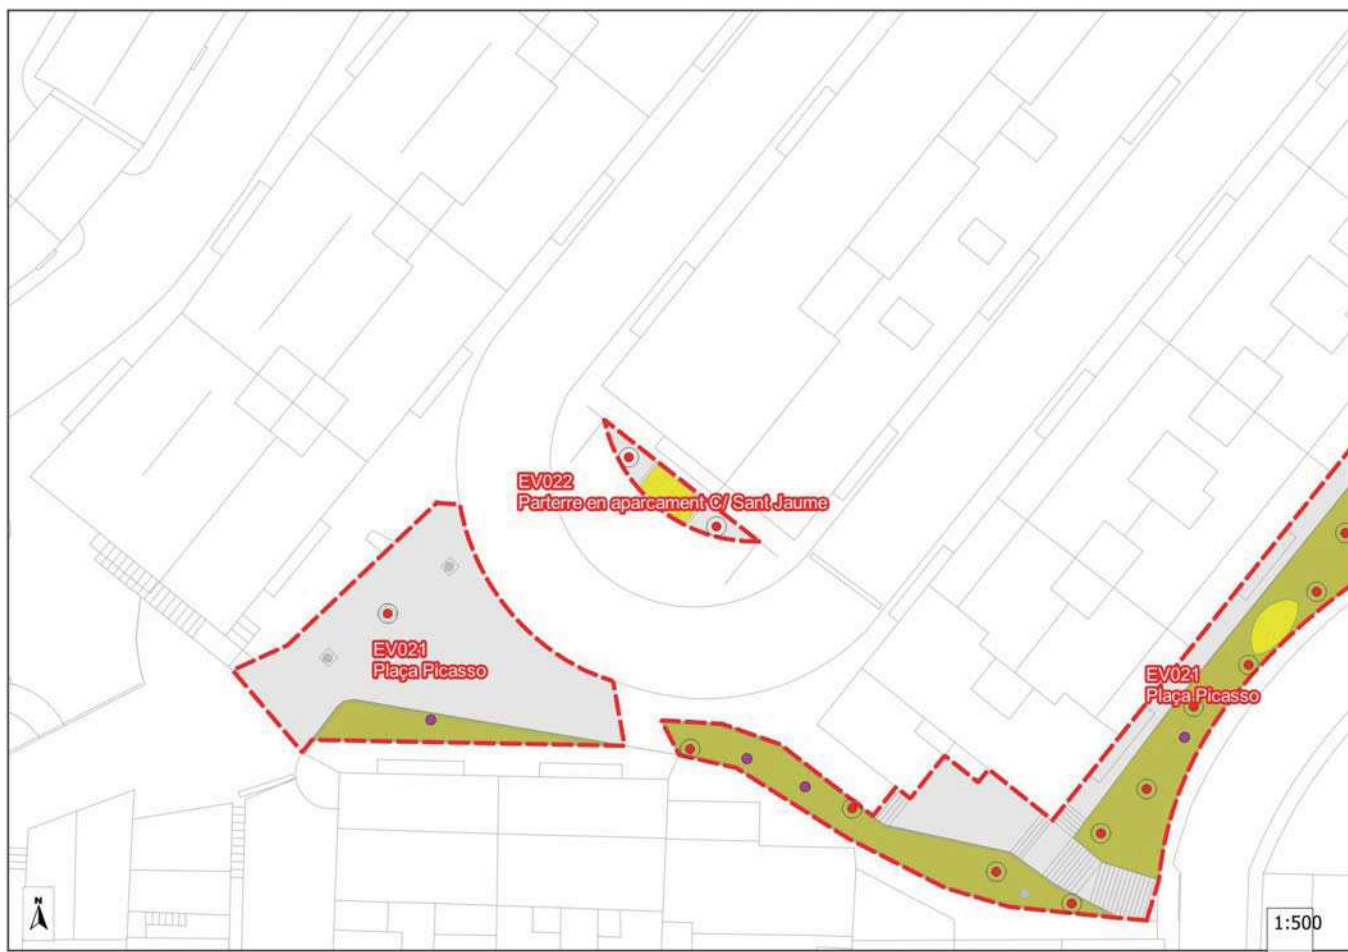 EV022
Parterre en aparcament C/ Sant Jaume
EV021
Plaça Picasso
EV021
Plaça Picasso
N
1:500